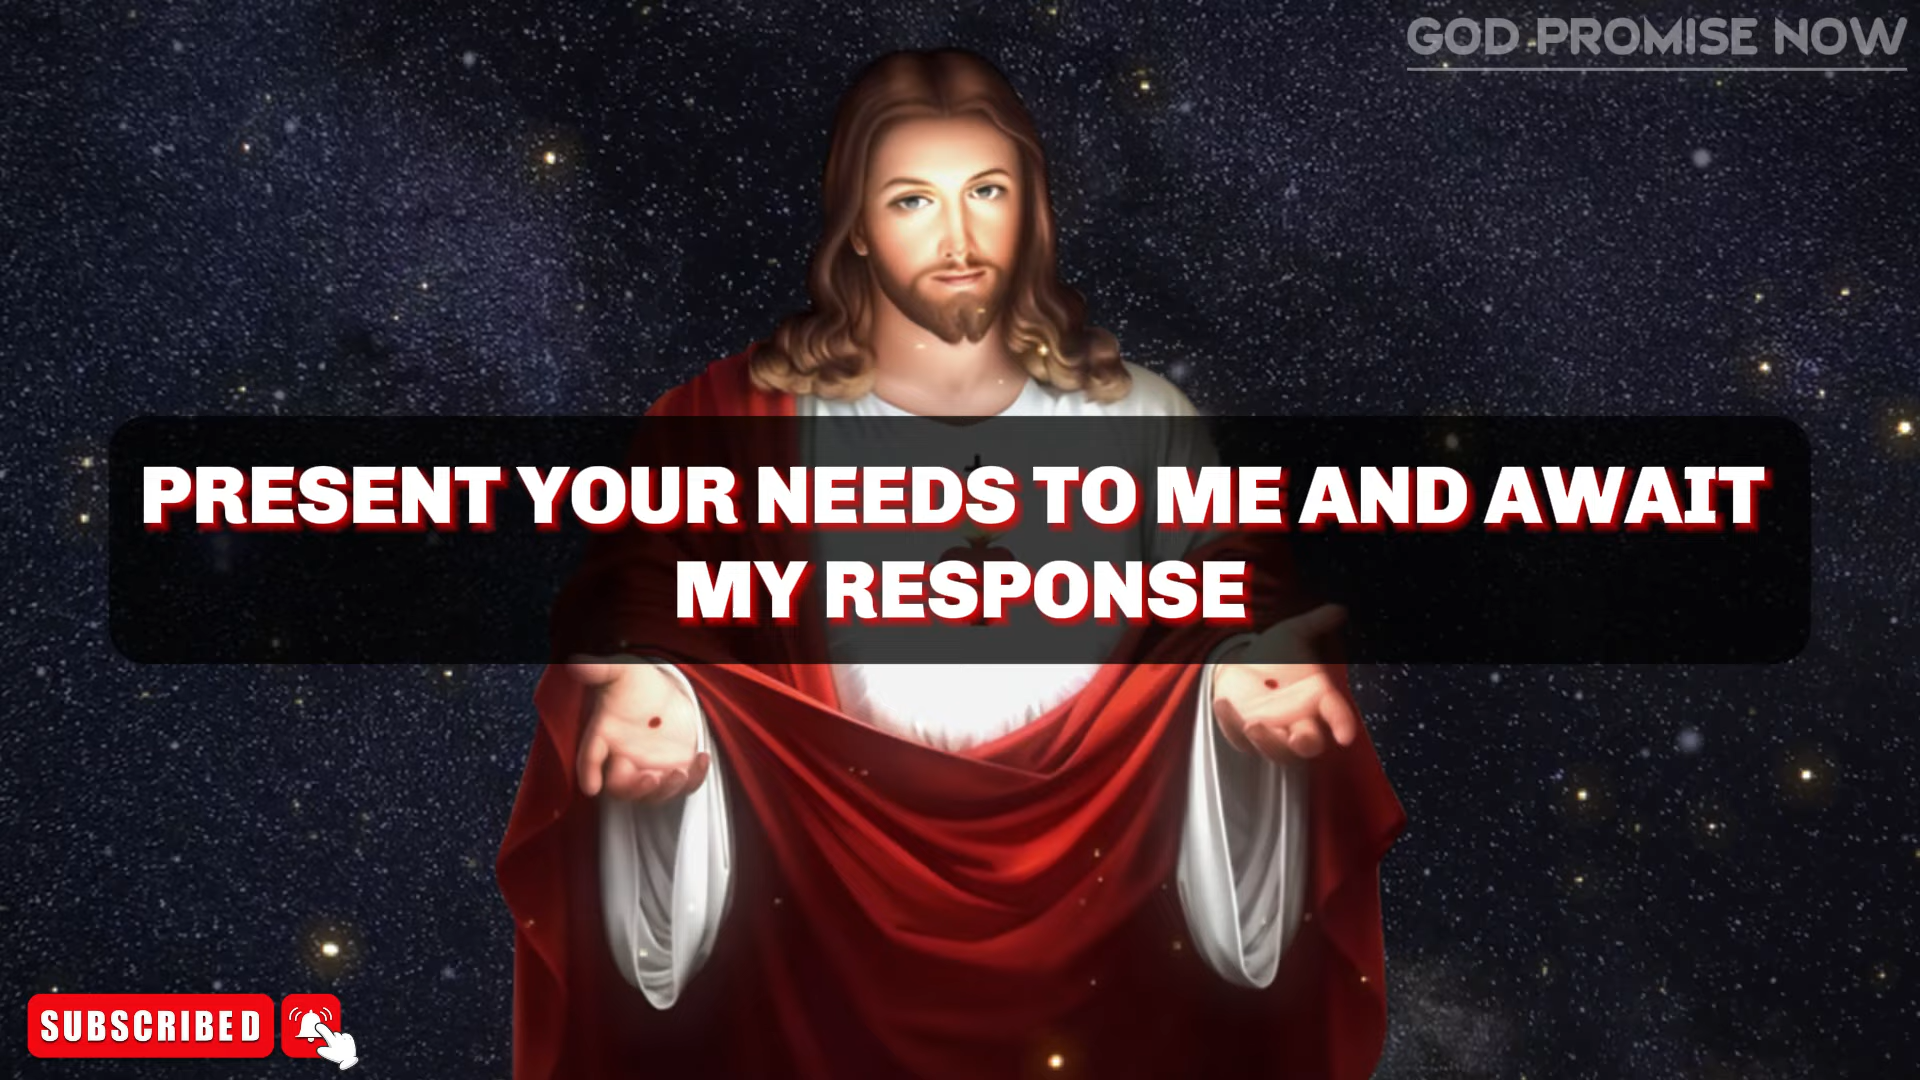 GOD PROMISE NOW
PRESENT YOUR NEEDS TO ME AND AWAIT
MY RESPONSE
SUBSCRIBED